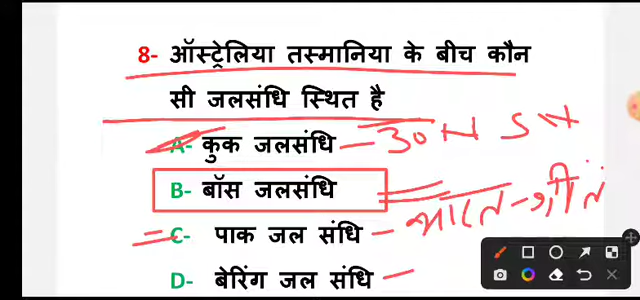 8- ऑस्ट्रेलिया तस्मानिया के बीच कौन
सी जलसंधि स्थित है
A- कुक जलसंधि
B- बॉस जलसंधि
C- पाक जल संधि
D- बेरिंग जल संधि